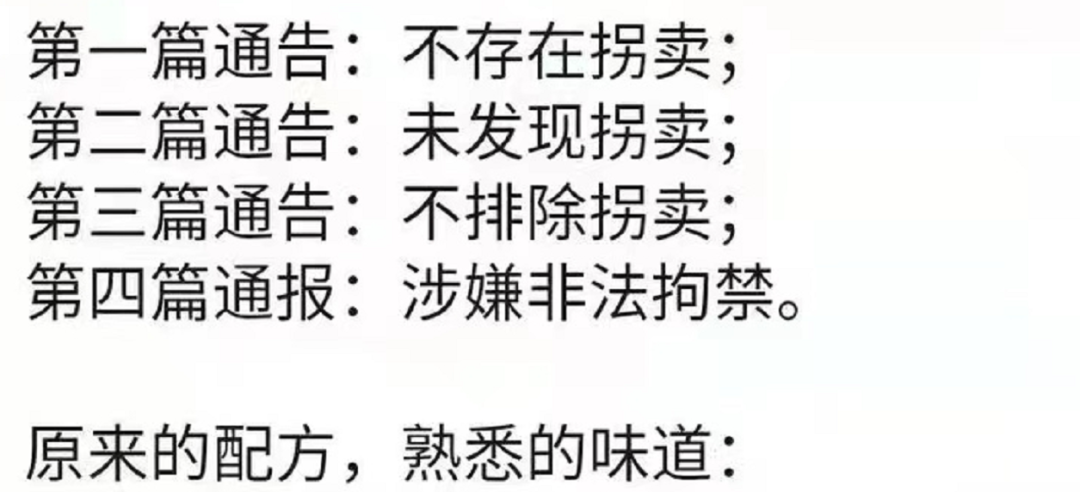 第一篇通告：不存在拐卖；
第二篇通告：未发现拐卖；
第三篇通告：不排除拐卖；
第四篇通报：涉嫌非法拘禁。
原来的配方，熟悉的味道：